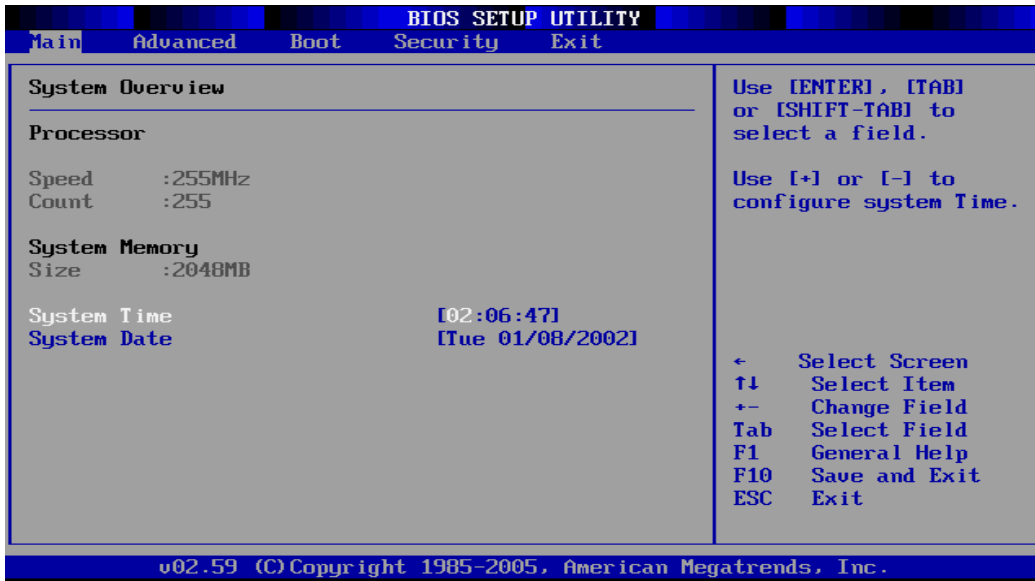 BIOS SETUP UTILITY
Main Advanced Boot Security Exit
System Overview
Processor
Speed :255MHz
Count :255
System Memory
Size :2048MB
System Time [02:06:47]
System Date [Tue 01/08/2002]
Use [ENTER], [TAB]
or [SHIFT-TAB] to
select a field.
Use [+] or [-] to
configure system Time.
← Select Screen
↑↓ Select Item
+- Change Field
Tab Select Field
F1 General Help
F10 Save and Exit
ESC Exit
v02.59 (C)Copyright 1985-2005, American Megatrends, Inc.